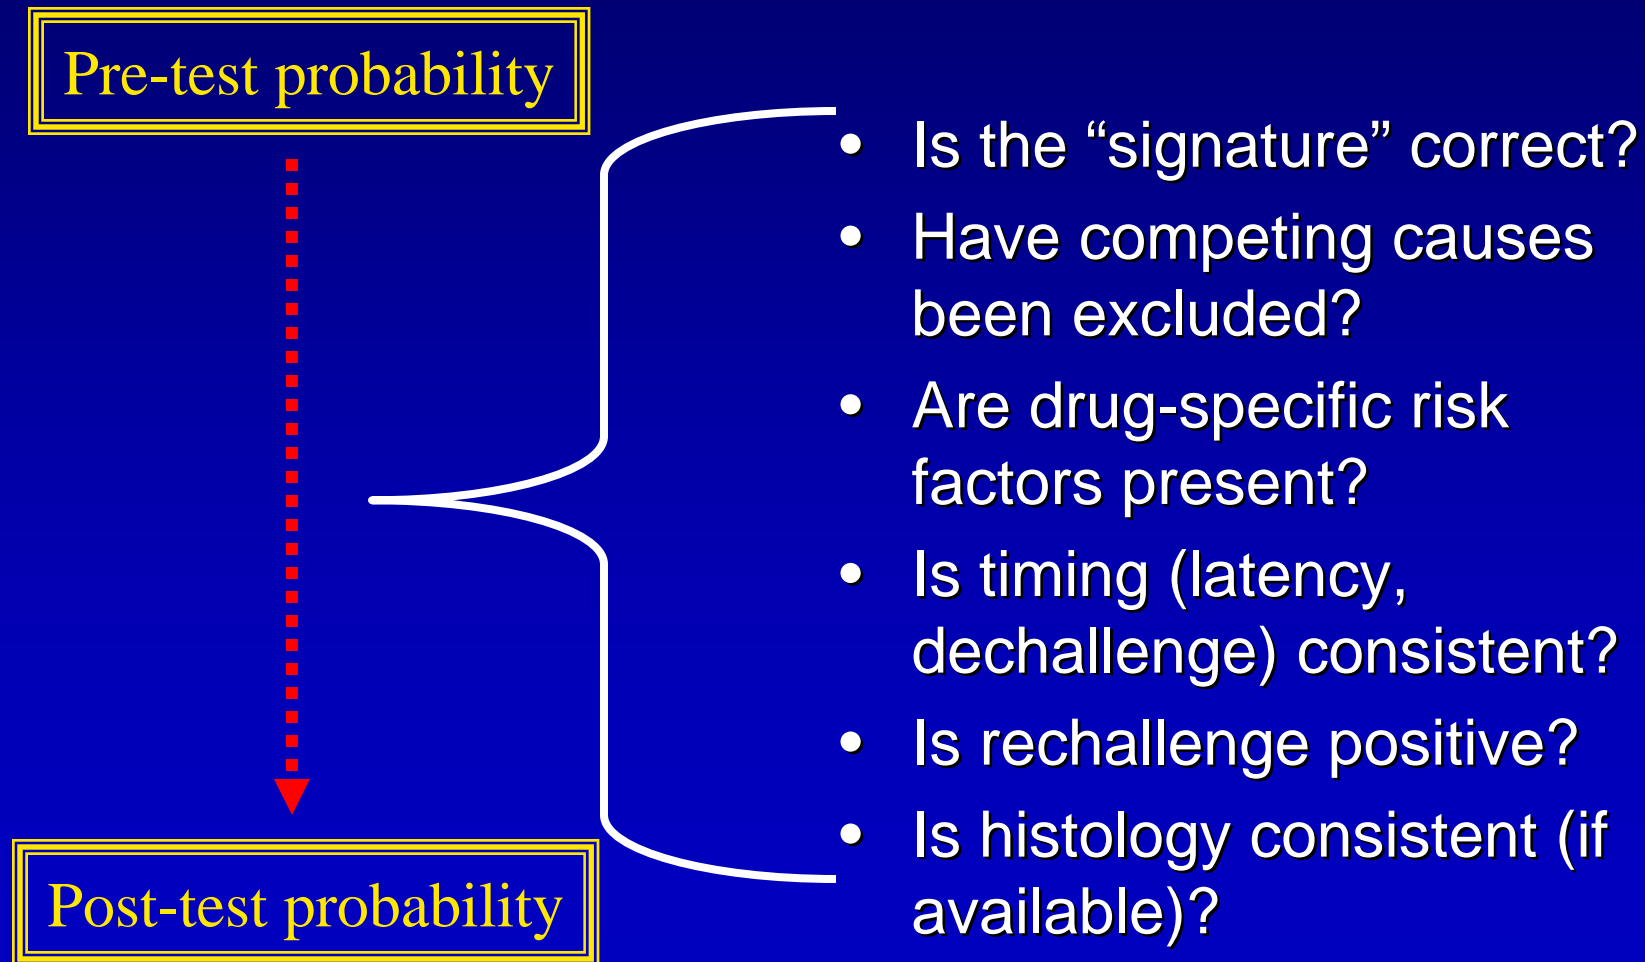 Pre-test probability
• Is the “signature” correct?
• Have competing causes
been excluded?
• Are drug-specific risk
factors present?
• Is timing (latency,
dechallenge) consistent?
• Is rechallenge positive?
• Is histology consistent (if
available)?
Post-test probability